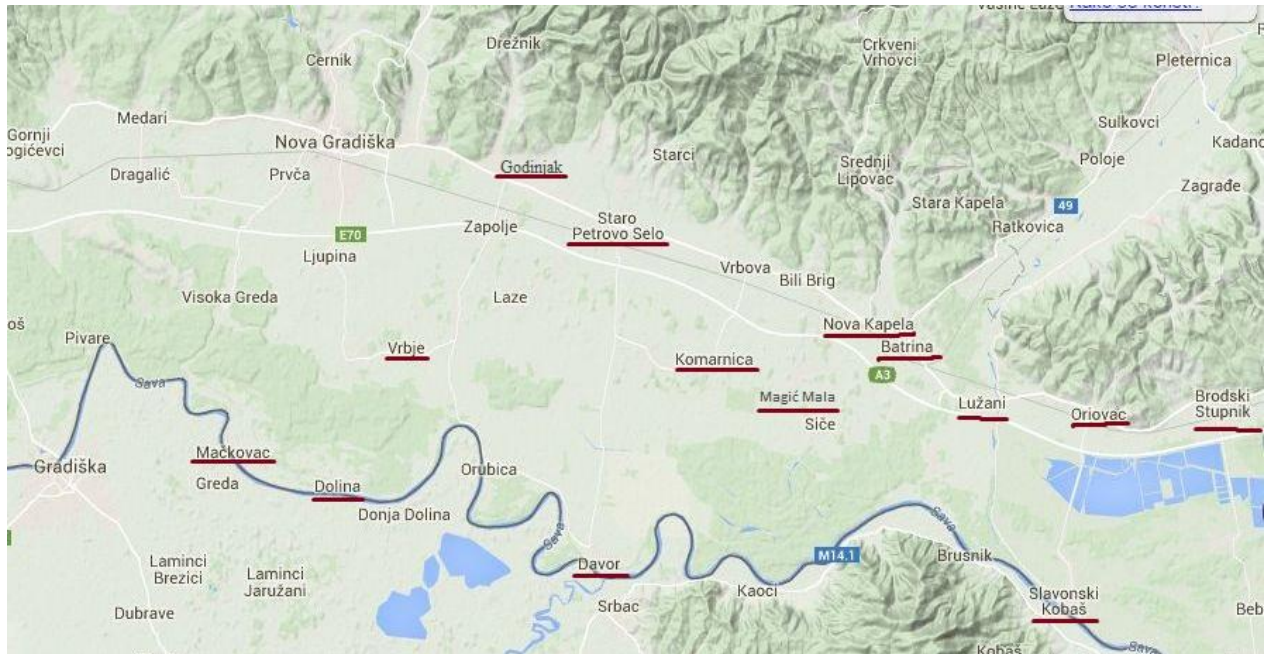 Drežnik
Crkveni
Vrhovci
Pleternica
Cernik
Medari
Gornji
ogićevci
Nova Gradiška
Sulkovci
Kadano
Starci
Srednji
Lipovac
Poloje
Dragalić
Prvča
Godinjak
Zagrađe
Stara Kapela
49
Staro
Petrovo Selo
Zapolje
E70
Ratkovica
Ljupina
Vrbova
Bili Brig
Visoka Greda
Laze
oš
Pivare
Nova Kapela
Vrbje
Batrina
Komarnica
A3
Sava
Magić Mala
Siče
Lužani
Oriovac
Brodski
Stupnik
Mačkovac
Gradiška
Greda
Orubica
Dolina
Donja Dolina
Sava
Sava
Laminci
Brezici
Laminci
Jaružani
Davor
M14.1
Brusnik
Kaoci
Srbac
Dubrave
Slavonski
Kobaš
Beb
Sava
Kobaš